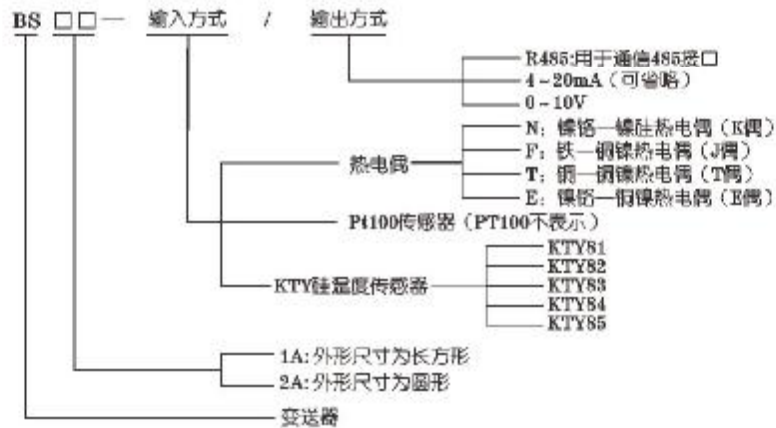 BS □□— 输入方式 / 输出方式
R485:用于通信485接口
4~20mA（可省略）
0~10V
N：镍铬—镍硅热电偶（K偶）
F：铁—铜镍热电偶（J偶）
热电偶
T：铜—铜镍热电偶（T偶）
E：镍铬—铜镍热电偶（E偶）
Pt100传感器（PT100不表示）
KTY81
KTY82
KTY硅温度传感器
KTY83
KTY84
KTY85
1A:外形尺寸为长方形
2A:外形尺寸为圆形
变送器